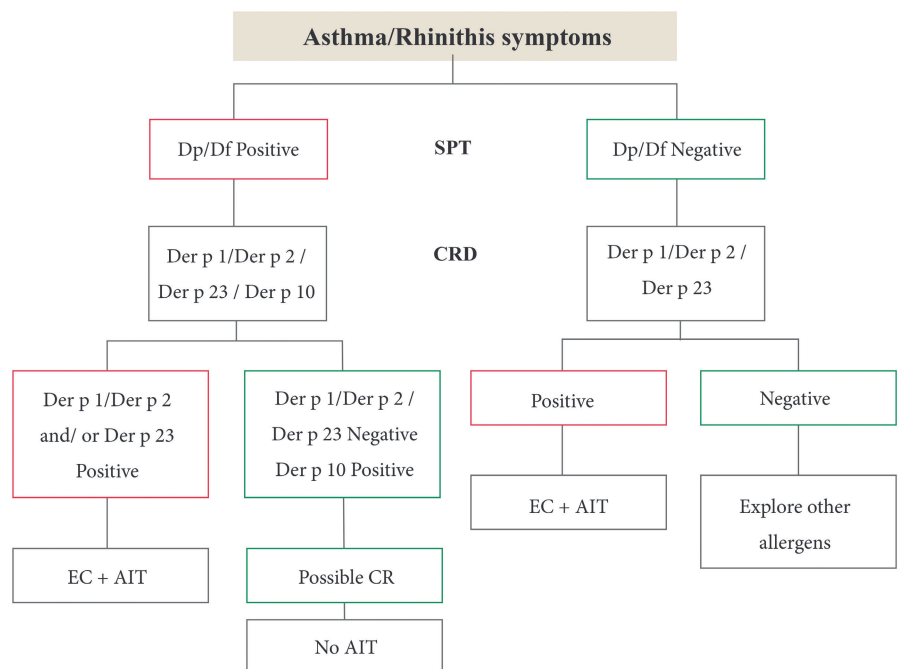 Asthma/Rhinithis symptoms
Dp/Df Positive
SPT
Dp/Df Negative
Der p 1/Der p 2 /
Der p 23 / Der p 10
CRD
Der p 1/Der p 2 /
Der p 23
Der p 1/Der p 2
and/ or Der p 23
Positive
Der p 1/Der p 2 /
Der p 23 Negative
Der p 10 Positive
Positive
Negative
EC + AIT
Possible CR
No AIT
EC + AIT
Explore other
allergens